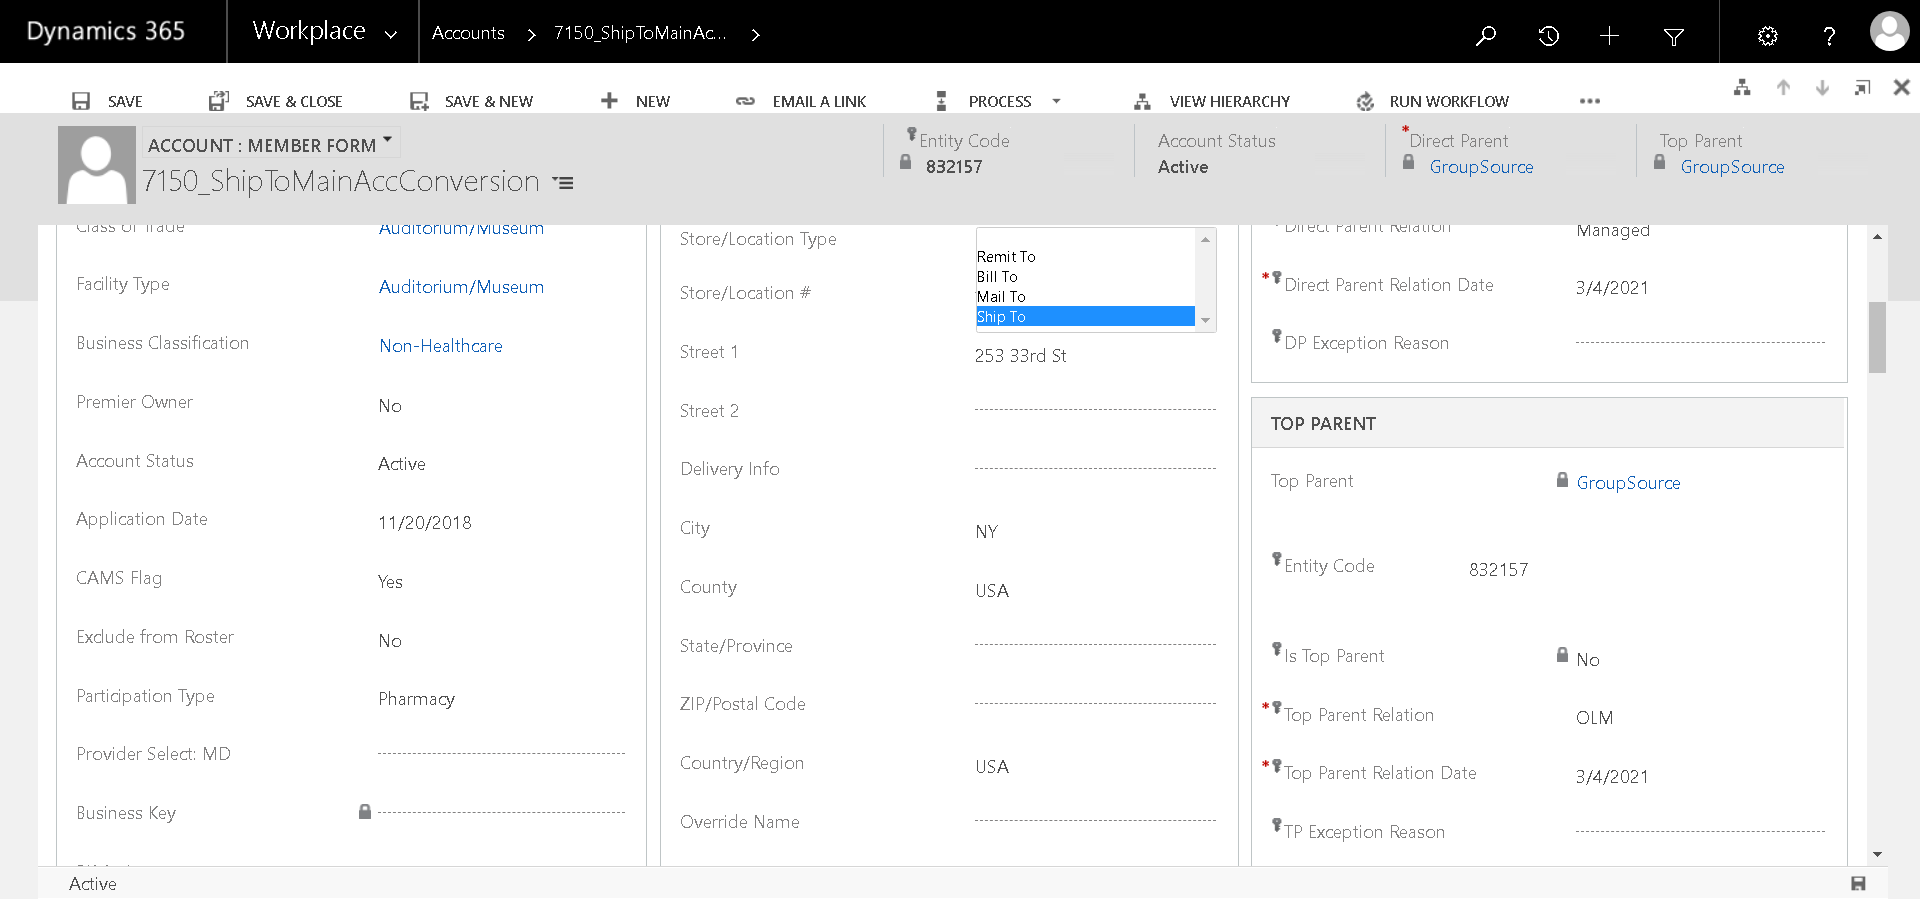 Dynamics 365
Workplace
Accounts
7150_ShipToMainAc...
SAVE
SAVE & CLOSE
SAVE & NEW
NEW
EMAIL A LINK
PROCESS
VIEW HIERARCHY
RUN WORKFLOW
ACCOUNT : MEMBER FORM
7150_ShipToMainAccConversion
Entity Code
832157
Account Status
Active
*Direct Parent
GroupSource
Top Parent
GroupSource
Class of Trade Auditorium/Museum
Facility Type Auditorium/Museum
Business Classification Non-Healthcare
Premier Owner No
Account Status Active
Application Date 11/20/2018
CAMS Flag Yes
Exclude from Roster No
Participation Type Pharmacy
Provider Select: MD
Business Key
Store/Location Type
Remit To
Bill To
Mail To
Ship To
Store/Location #
Street 1 253 33rd St
Street 2
Delivery Info
City NY
County USA
State/Province
ZIP/Postal Code
Country/Region USA
Override Name
Direct Parent Relation Managed
*Direct Parent Relation Date 3/4/2021
DP Exception Reason
TOP PARENT
Top Parent GroupSource
Entity Code 832157
Is Top Parent No
*Top Parent Relation OLM
*Top Parent Relation Date 3/4/2021
TP Exception Reason
Active